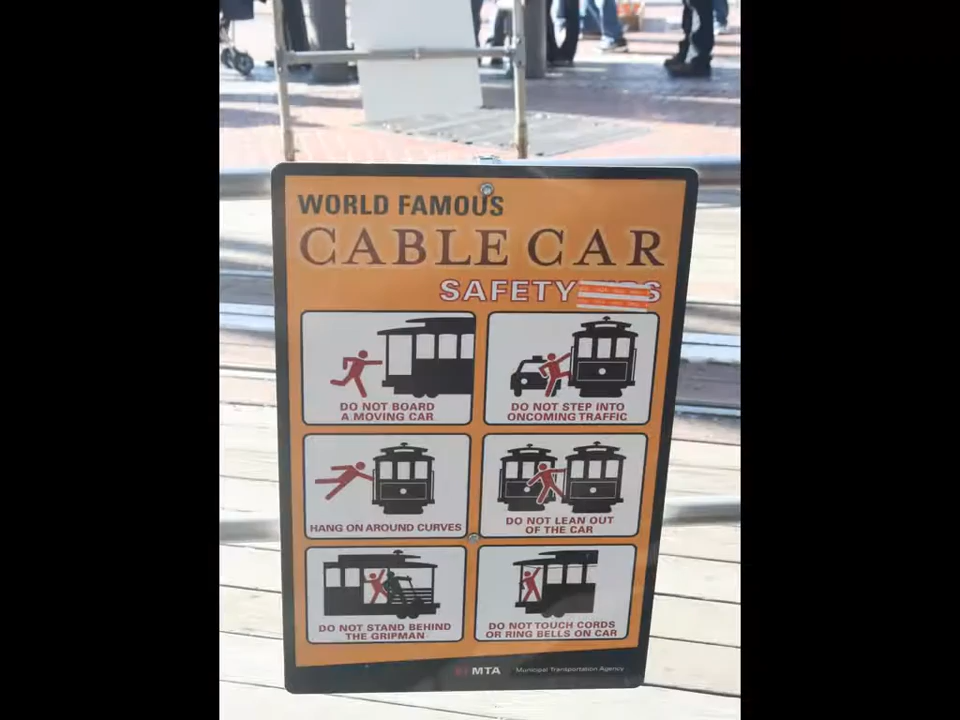 WORLD FAMOUS
CABLE CAR
SAFETY
DO NOT BOARD
A MOVING CAR
DO NOT STEP INTO
ONCOMING TRAFFIC
HANG ON AROUND CURVES
DO NOT LEAN OUT
OF THE CAR
DO NOT STAND BEHIND
THE GRIPMAN
DO NOT TOUCH CORDS
OR RING BELLS ON CAR
MTA Municipal Transportation Agency